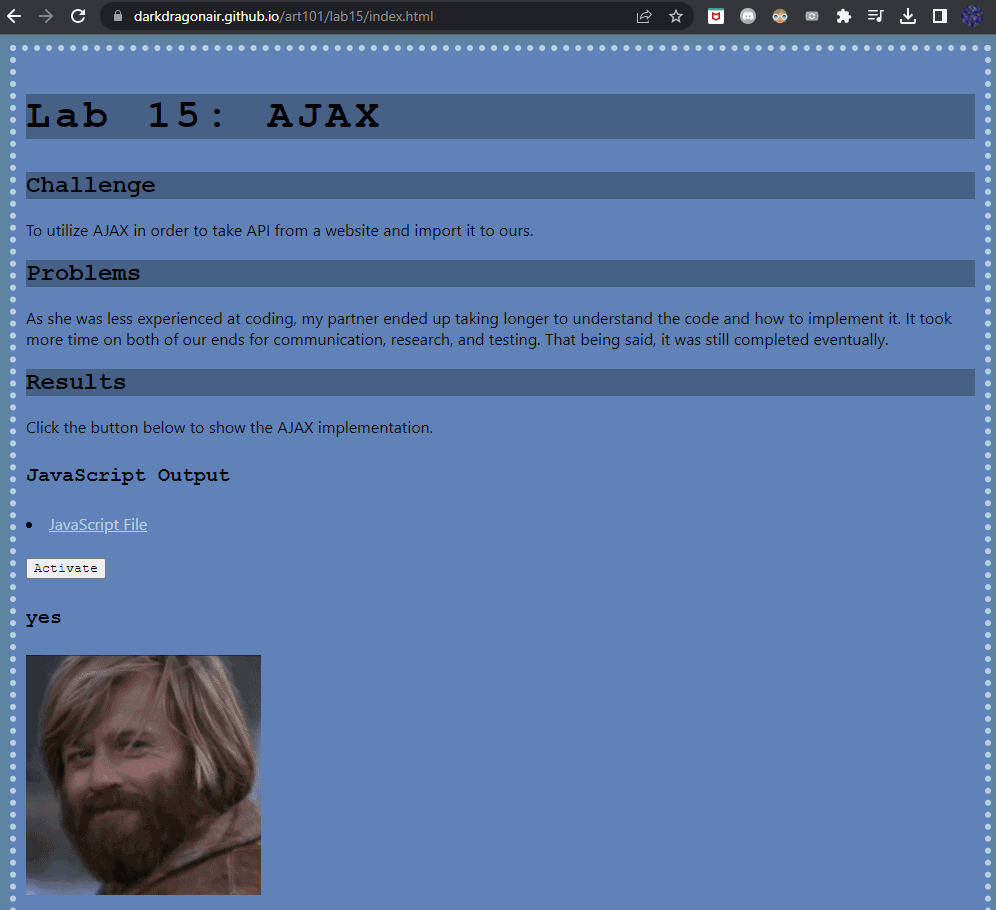 darkdragonair.github.io/art101/lab15/index.html
Lab 15: AJAX
Challenge
To utilize AJAX in order to take API from a website and import it to ours.
Problems
As she was less experienced at coding, my partner ended up taking longer to understand the code and how to implement it. It took
more time on both of our ends for communication, research, and testing. That being said, it was still completed eventually.
Results
Click the button below to show the AJAX implementation.
JavaScript Output
JavaScript File
Activate
yes